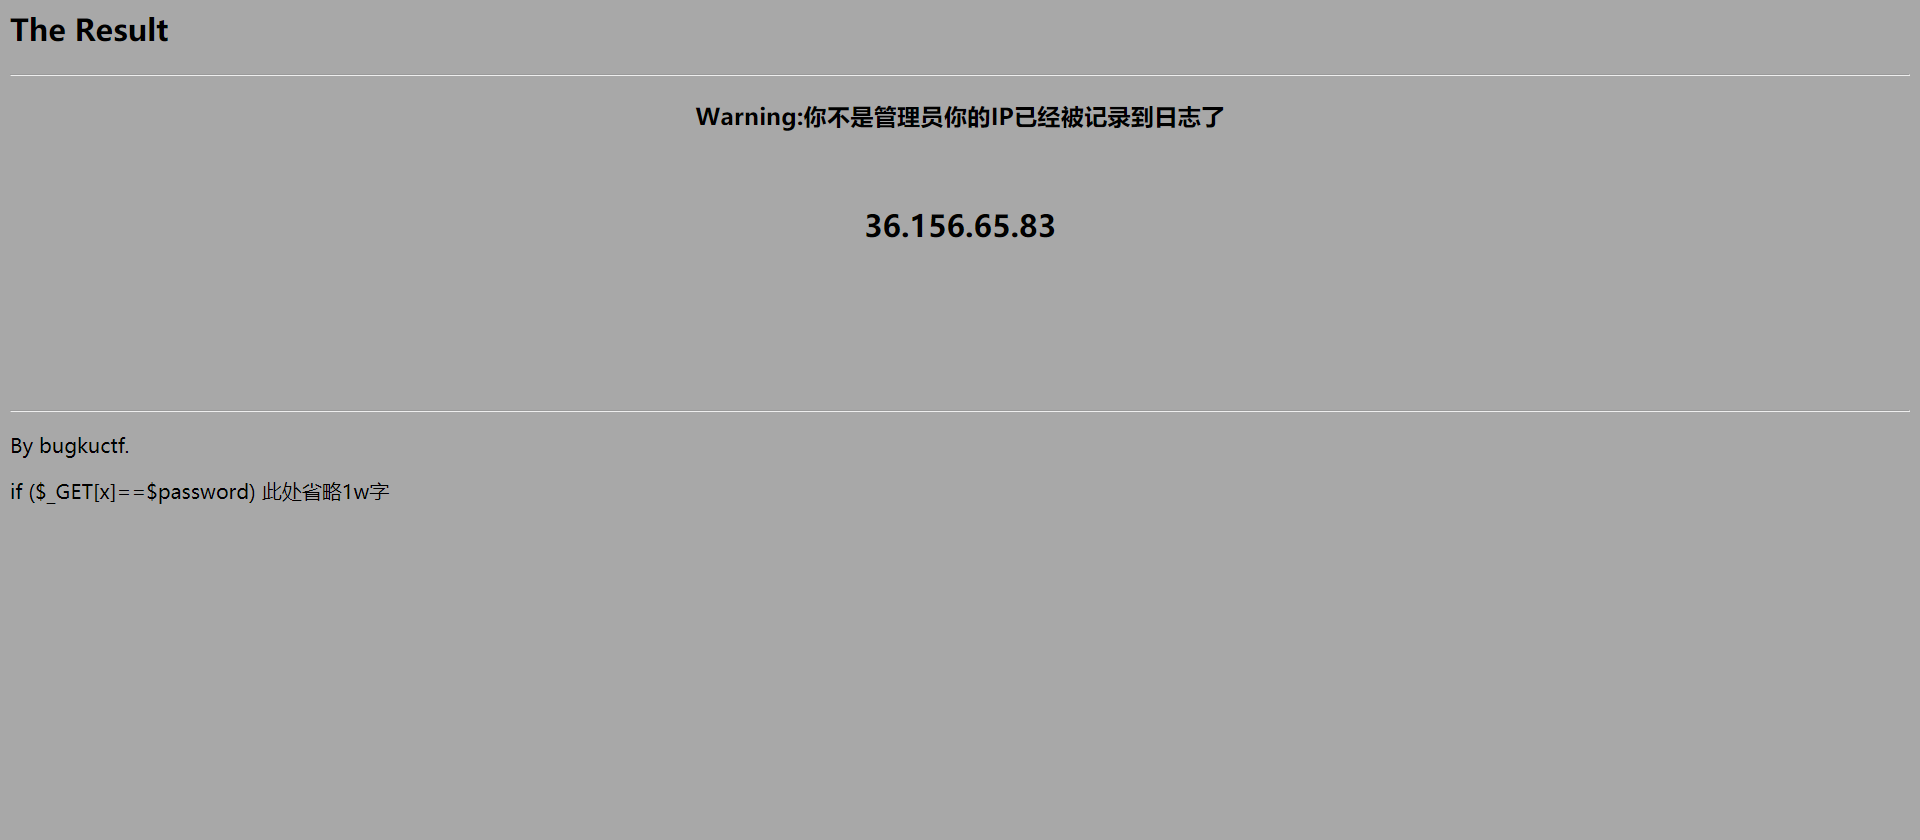 The Result
Warning:你不是管理员你的IP已经被记录到日志了
36.156.65.83
By bugkuctf.
if ($_GET[x]==$password) 此处省略1w字